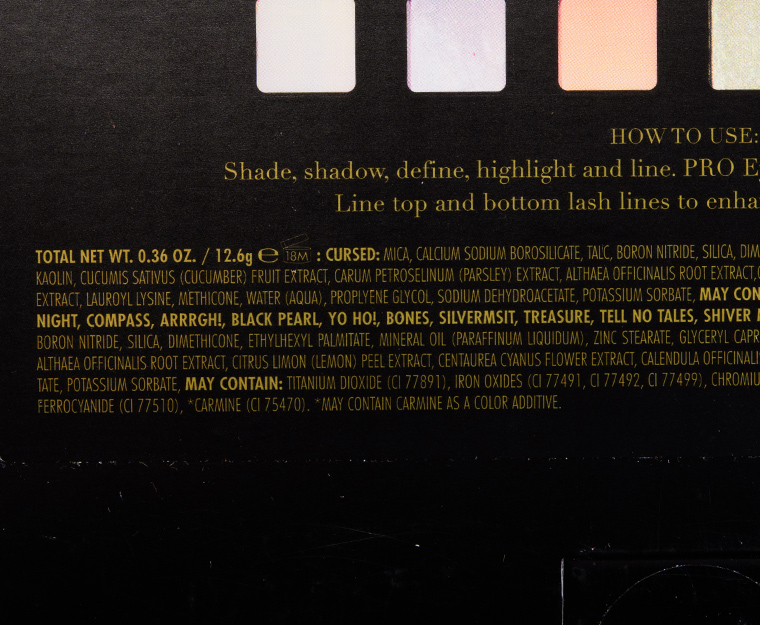 HOW TO USE:
Shade, shadow, define, highlight and line. PRO
Line top and bottom lash lines to
TOTAL NET WT. 0.36 OZ. / 12.6g ℮ 18M : CURSED: MICA, CALCIUM SODIUM BOROSILICATE, TALC, BORON NITRIDE, SILICA,
KAOLIN, CUCUMIS SATIVUS (CUCUMBER) FRUIT EXTRACT, CARUM PETROSELINUM (PARSLEY) EXTRACT, ALTHAEA OFFICINALIS ROOT EXTRACT,
EXTRACT, LAUROYL LYSINE, METHICONE, WATER (AQUA), PROPLYENE GLYCOL, SODIUM DEHYDROACETATE, POTASSIUM SORBATE, MAY
NIGHT, COMPASS, ARRRGH!, BLACK PEARL, YO HO!, BONES, SILVERMSIT, TREASURE, TELL NO TALES, SHIVER
BORON NITRIDE, SILICA, DIMETHICONE, ETHYLHEXYL PALMITATE, MINERAL OIL (PARAFFINUM LIQUIDUM), ZINC STEARATE, GLYCERYL
ALTHAEA OFFICINALIS ROOT EXTRACT, CITRUS LIMON (LEMON) PEEL EXTRACT, CENTAUREA CYANUS FLOWER EXTRACT, CALENDULA
TATE, POTASSIUM SORBATE, MAY CONTAIN: TITANIUM DIOXIDE (CI 77891), IRON OXIDES (CI 77491, CI 77492, CI 77499),
FERROCYANIDE (CI 77510), *CARMINE (CI 75470). *MAY CONTAIN CARMINE AS A COLOR ADDITIVE.